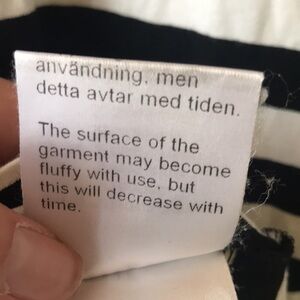 användning, men
detta avtar med tiden.
The surface of the
garment may become
fluffy with use, but
this will decrease with
time.